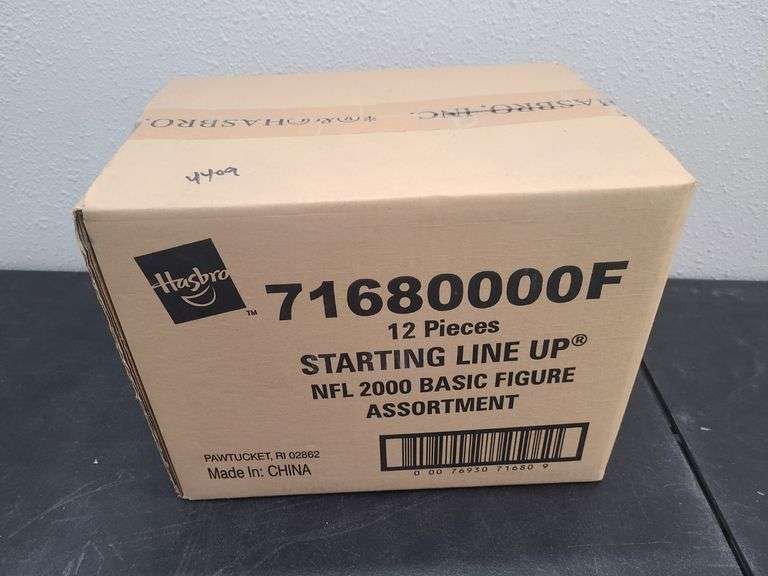 HASBRO, INC.
HASBRO,
4409
Hasbro
TM
71680000F
12 Pieces
STARTING LINE UP®
NFL 2000 BASIC FIGURE
ASSORTMENT
PAWTUCKET, RI 02862
Made In: CHINA
0 00 76930 71680 9